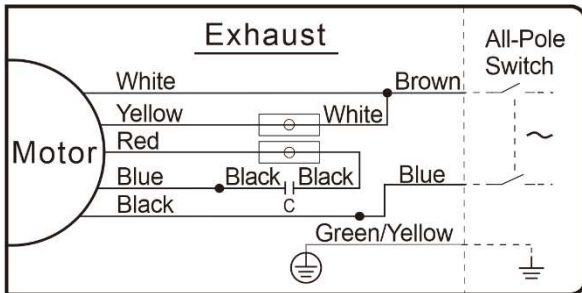 Exhaust
All-Pole
Switch
White
Brown
Yellow
White
Red
Motor
Blue
Black
Black
Blue
Black
C
Green/Yellow